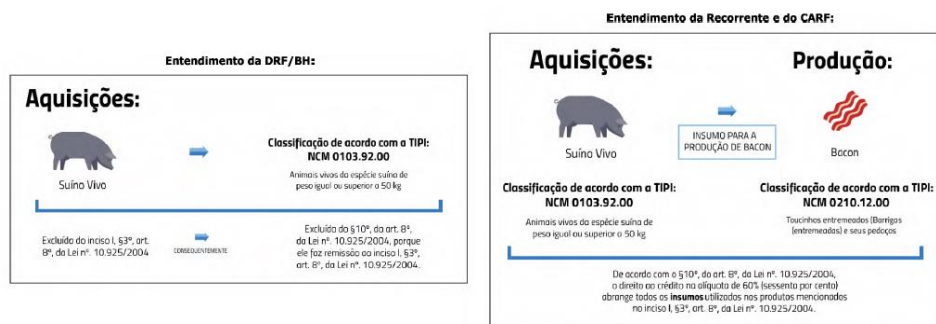 Entendimento da DRF/BH:
Aquisições:
Suíno Vivo
Classificação de acordo com a TIPI:
NCM 0103.92.00
Animais vivos da espécie suína de
peso igual ou superior a 50 kg
Excluído do inciso I, §3º, art.
8º, da Lei nº. 10.925/2004
CONSEQUENTEMENTE
Excluído do §10º, da art. 8º,
da Lei nº. 10.925/2004, porque
ele faz remissão ao inciso I, §3º,
art. 8º, da Lei nº. 10.925/2004.
Entendimento da Recorrente e do CARF:
Aquisições:
Produção:
Suíno Vivo
INSUMO PARA A
PRODUÇÃO DE BACON
Bacon
Classificação de acordo com a TIPI:
NCM 0103.92.00
Animais vivos da espécie suína de
peso igual ou superior a 50 kg
Classificação de acordo com a TIPI:
NCM 0210.12.00
Toucinhos entremeados (Barrigas
(entremeadas) e seus pedaços
De acordo com o §10º, do art. 8º, da Lei nº. 10.925/2004,
o direito ao crédito na alíquota de 60% (sessenta por cento)
abrange todos os insumos utilizados nos produtos mencionados
no inciso I, §3º, art. 8º, da Lei nº. 10.925/2004.